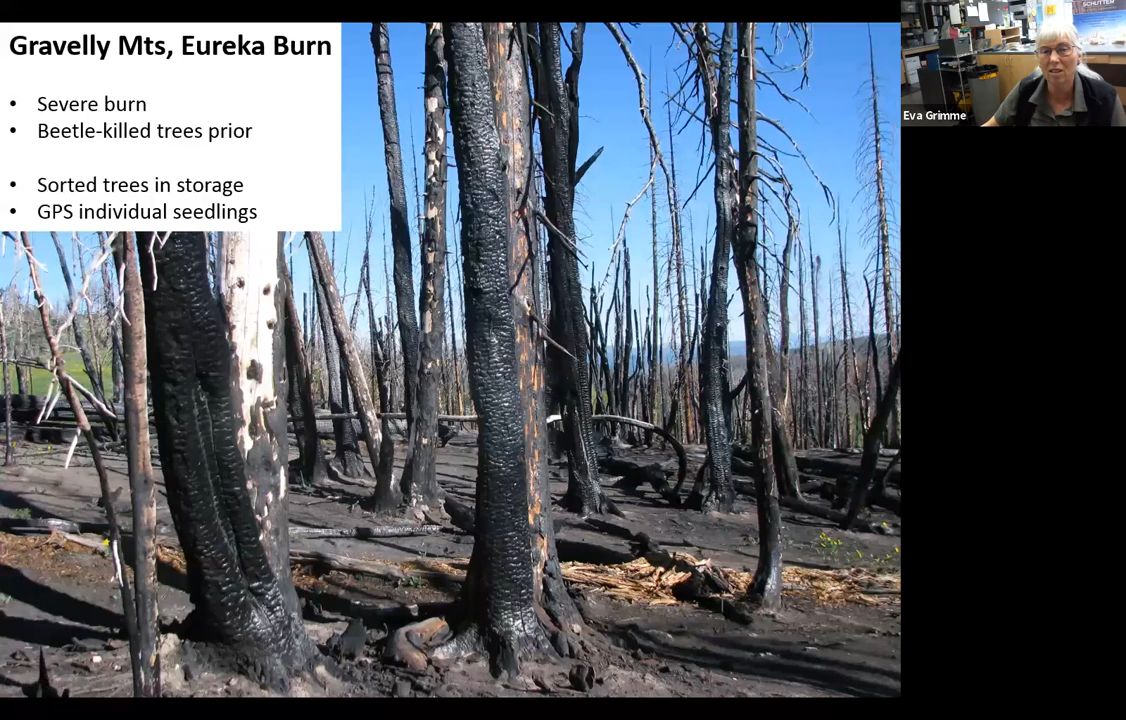 Gravelly Mts, Eureka Burn
• Severe burn
• Beetle-killed trees prior
• Sorted trees in storage
• GPS individual seedlings
SCHUTTER
Eva Grimme